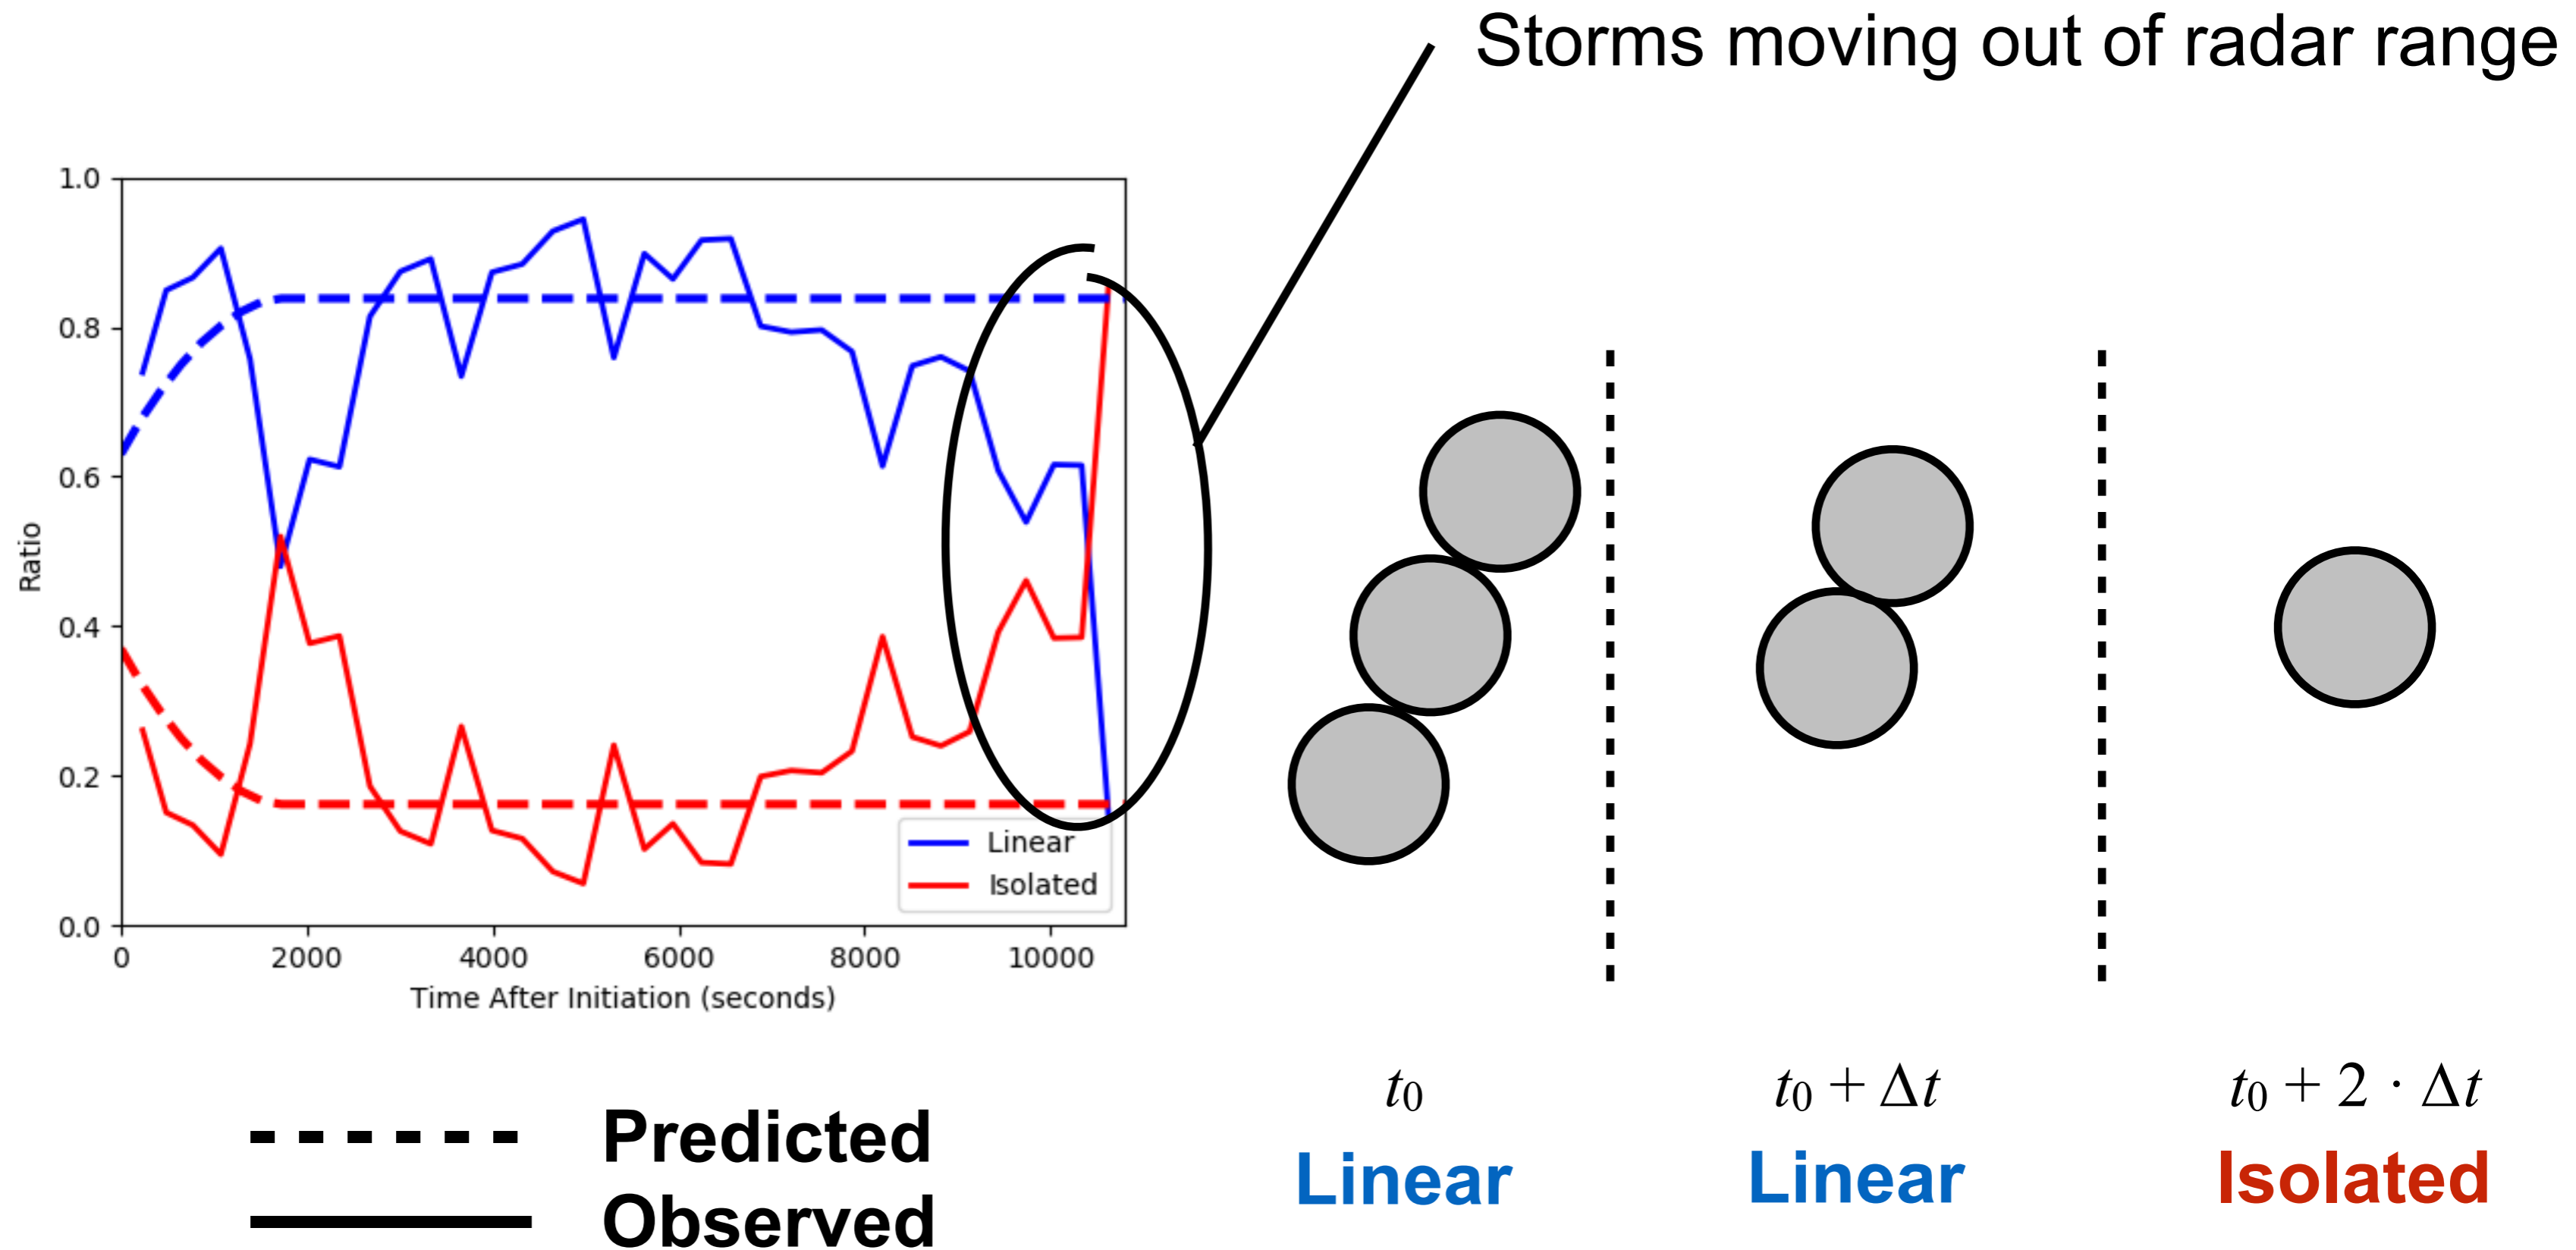 Storms moving out of radar range
1.0
0.8
0.6
0.4
0.2
0.0
Ratio
0 2000 4000 6000 8000 10000
Time After Initiation (seconds)
Linear
Isolated
Predicted
Observed
t0
t0 + Δt
t0 + 2 · Δt
Linear
Linear
Isolated